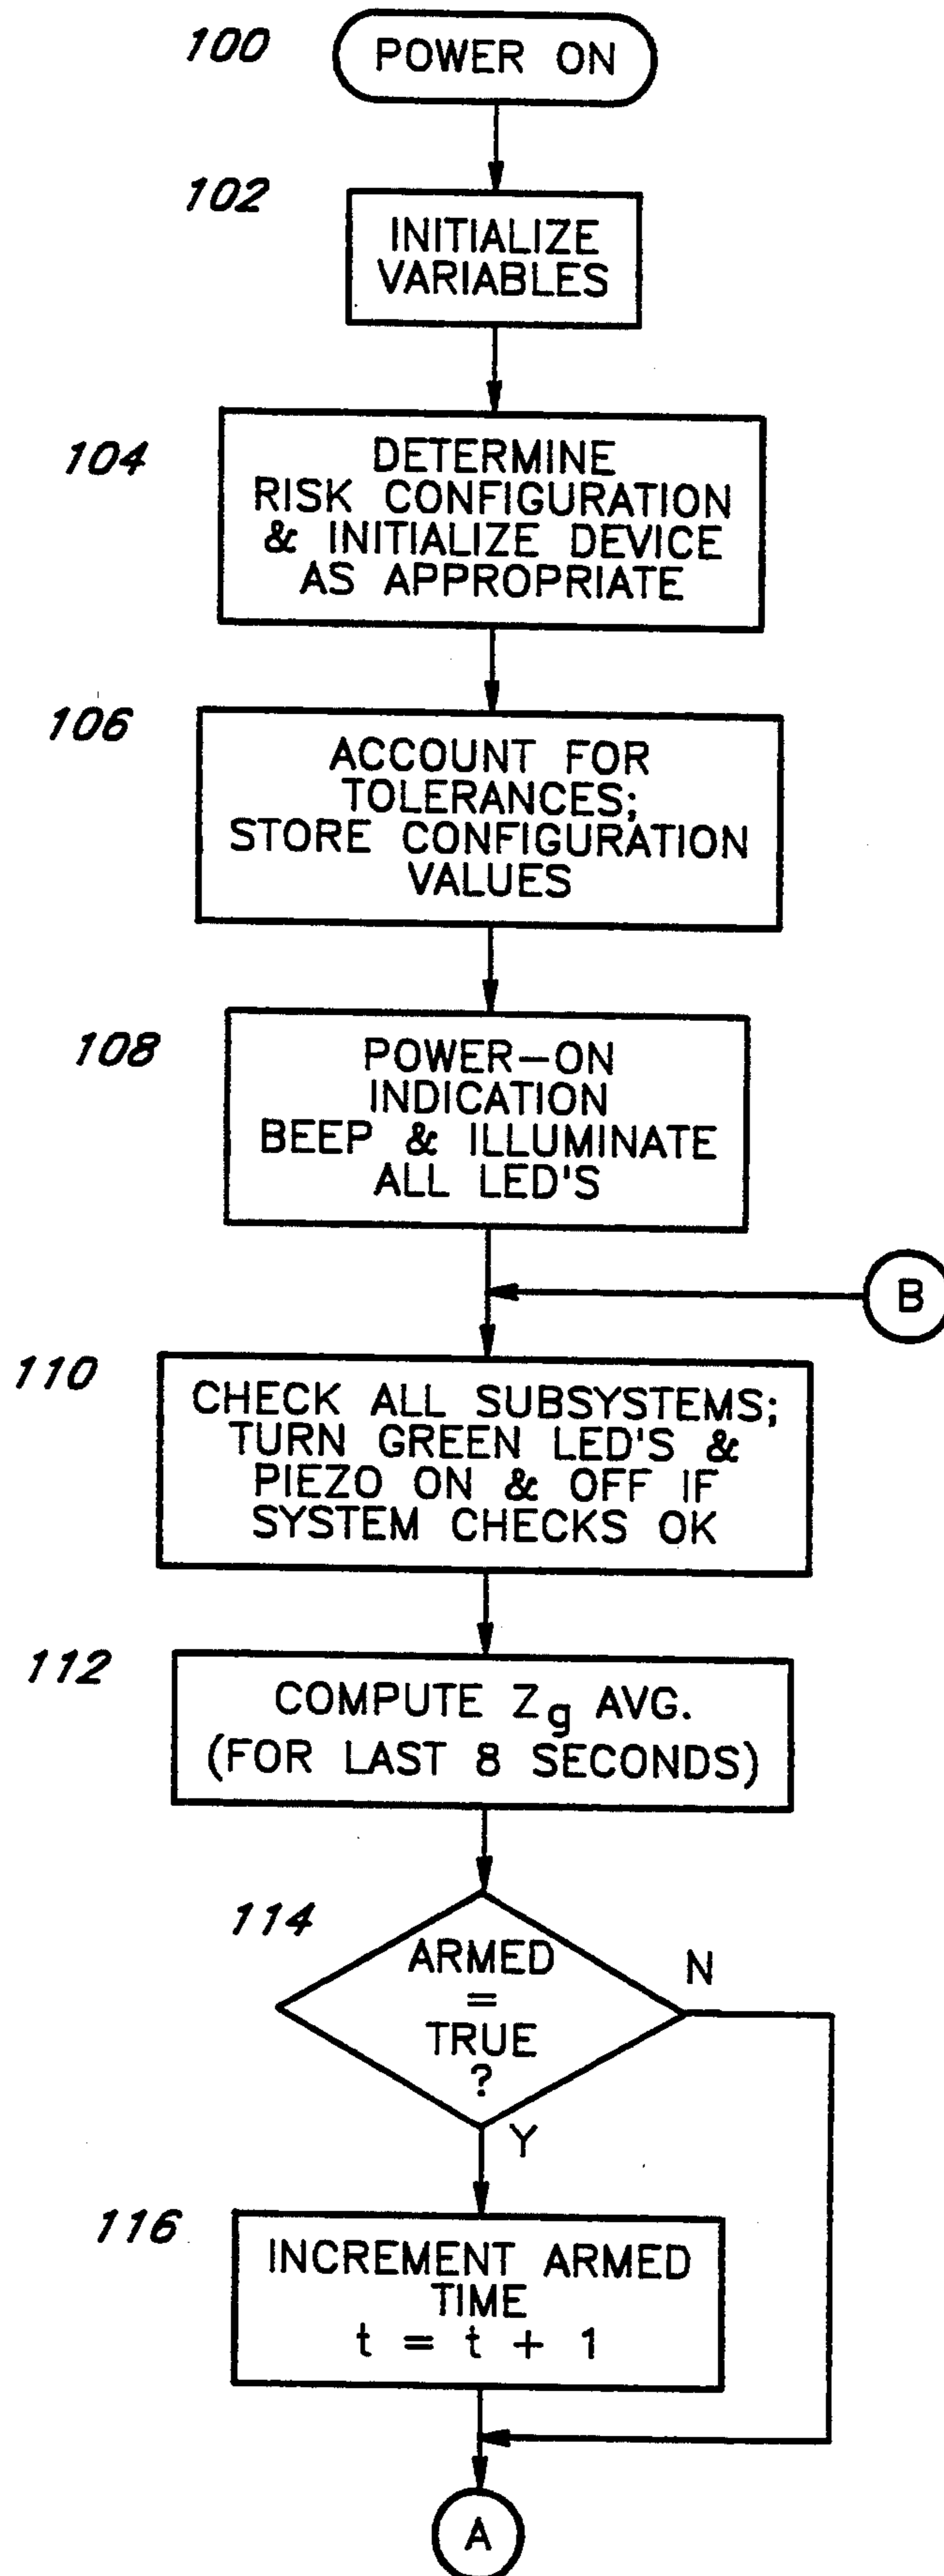 100
POWER ON
102
INITIALIZE
VARIABLES
104
DETERMINE
RISK CONFIGURATION
& INITIALIZE DEVICE
AS APPROPRIATE
106
ACCOUNT FOR
TOLERANCES;
STORE CONFIGURATION
VALUES
108
POWER-ON
INDICATION
BEEP & ILLUMINATE
ALL LED'S
B
110
CHECK ALL SUBSYSTEMS;
TURN GREEN LED'S &
PIEZO ON & OFF IF
SYSTEM CHECKS OK
112
COMPUTE Zg AVG.
(FOR LAST 8 SECONDS)
114
ARMED
=
TRUE
?
N
Y
116
INCREMENT ARMED
TIME
t = t + 1
A